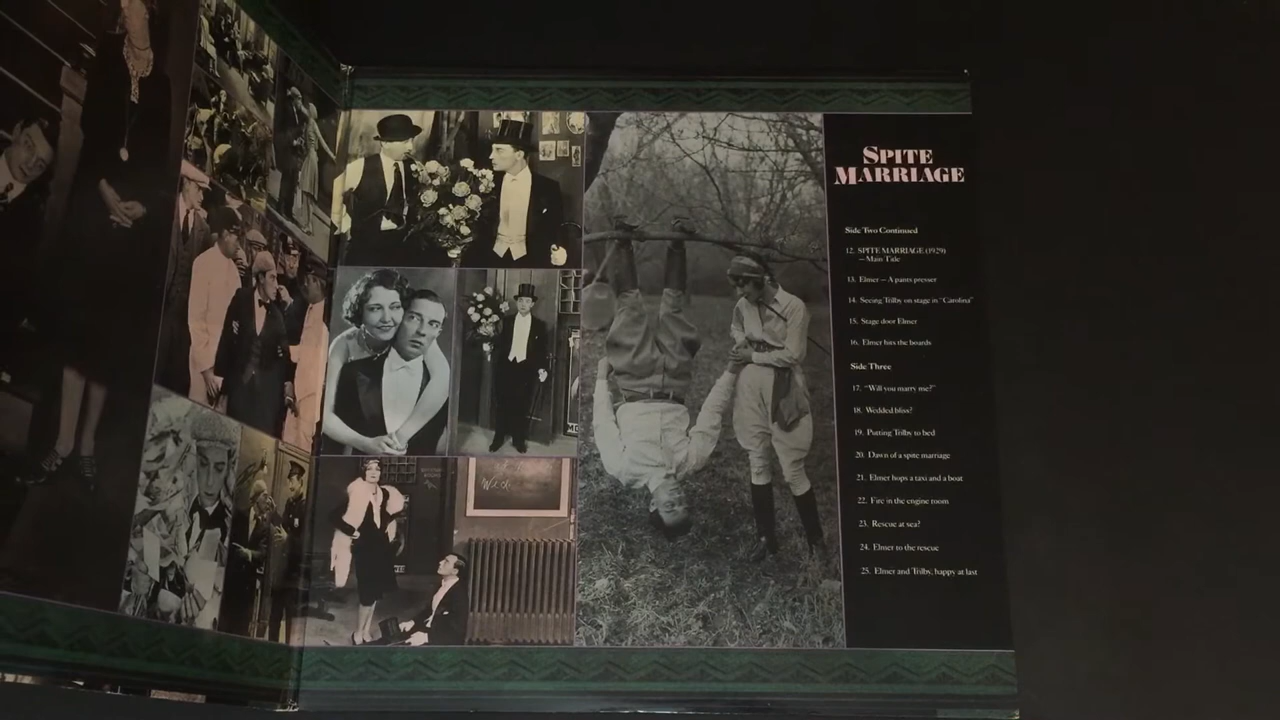 SPITE
MARRIAGE
Side Two Continued
12. SPITE MARRIAGE (1929)
—Main Title
13. Elmer — A pants presser
14. Seeing Trilby on stage in "Carolina"
15. Stage door Elmer
16. Elmer hits the boards
Side Three
17. "Will you marry me?"
18. Wedded bliss?
19. Putting Trilby to bed
20. Dawn of a spite marriage
21. Elmer hops a taxi and a boat
22. Fire in the engine room
23. Rescue at sea?
24. Elmer to the rescue
25. Elmer and Trilby, happy at last